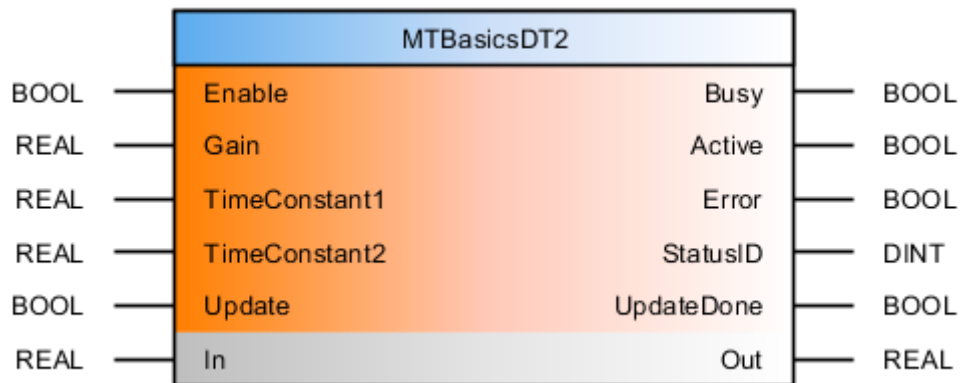 MTBasicsDT2
BOOL Enable Busy BOOL
REAL Gain Active BOOL
REAL TimeConstant1 Error BOOL
REAL TimeConstant2 StatusID DINT
BOOL Update UpdateDone BOOL
REAL In Out REAL